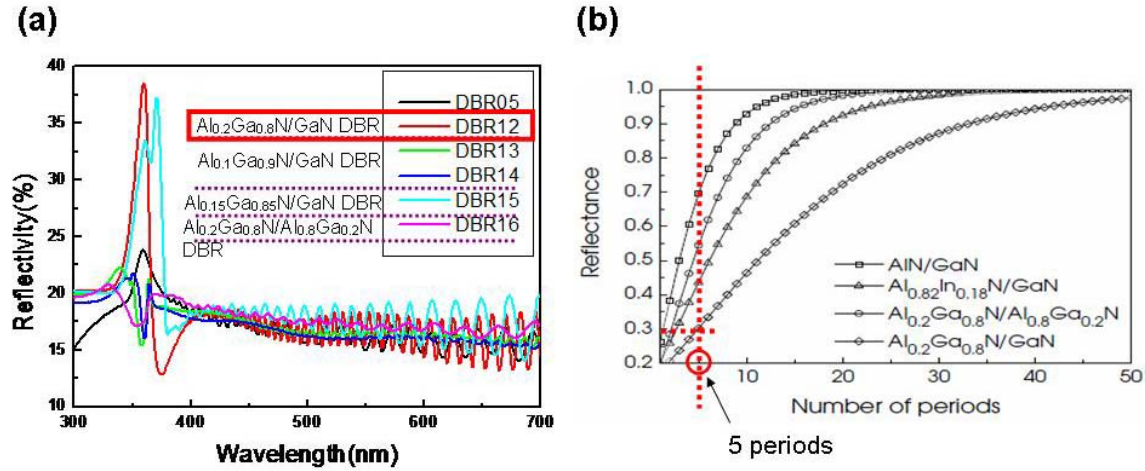 (a)
40
35
30
25
20
15
10
Reflectivity(%)
300
400
500
600
700
Wavelength(nm)
DBR05
Al0.2Ga0.8N/GaN DBR
DBR12
Al0.1Ga0.9N/GaN DBR
DBR13
DBR14
Al0.15Ga0.85N/GaN DBR
DBR15
Al0.2Ga0.8N/Al0.8Ga0.2N
DBR
DBR16
(b)
1.0
0.9
0.8
0.7
0.6
0.5
0.4
0.3
0.2
Reflectance
AlN/GaN
Al0.82In0.18N/GaN
Al0.2Ga0.8N/Al0.8Ga0.2N
Al0.2Ga0.8N/GaN
10
20
30
40
50
Number of periods
5 periods